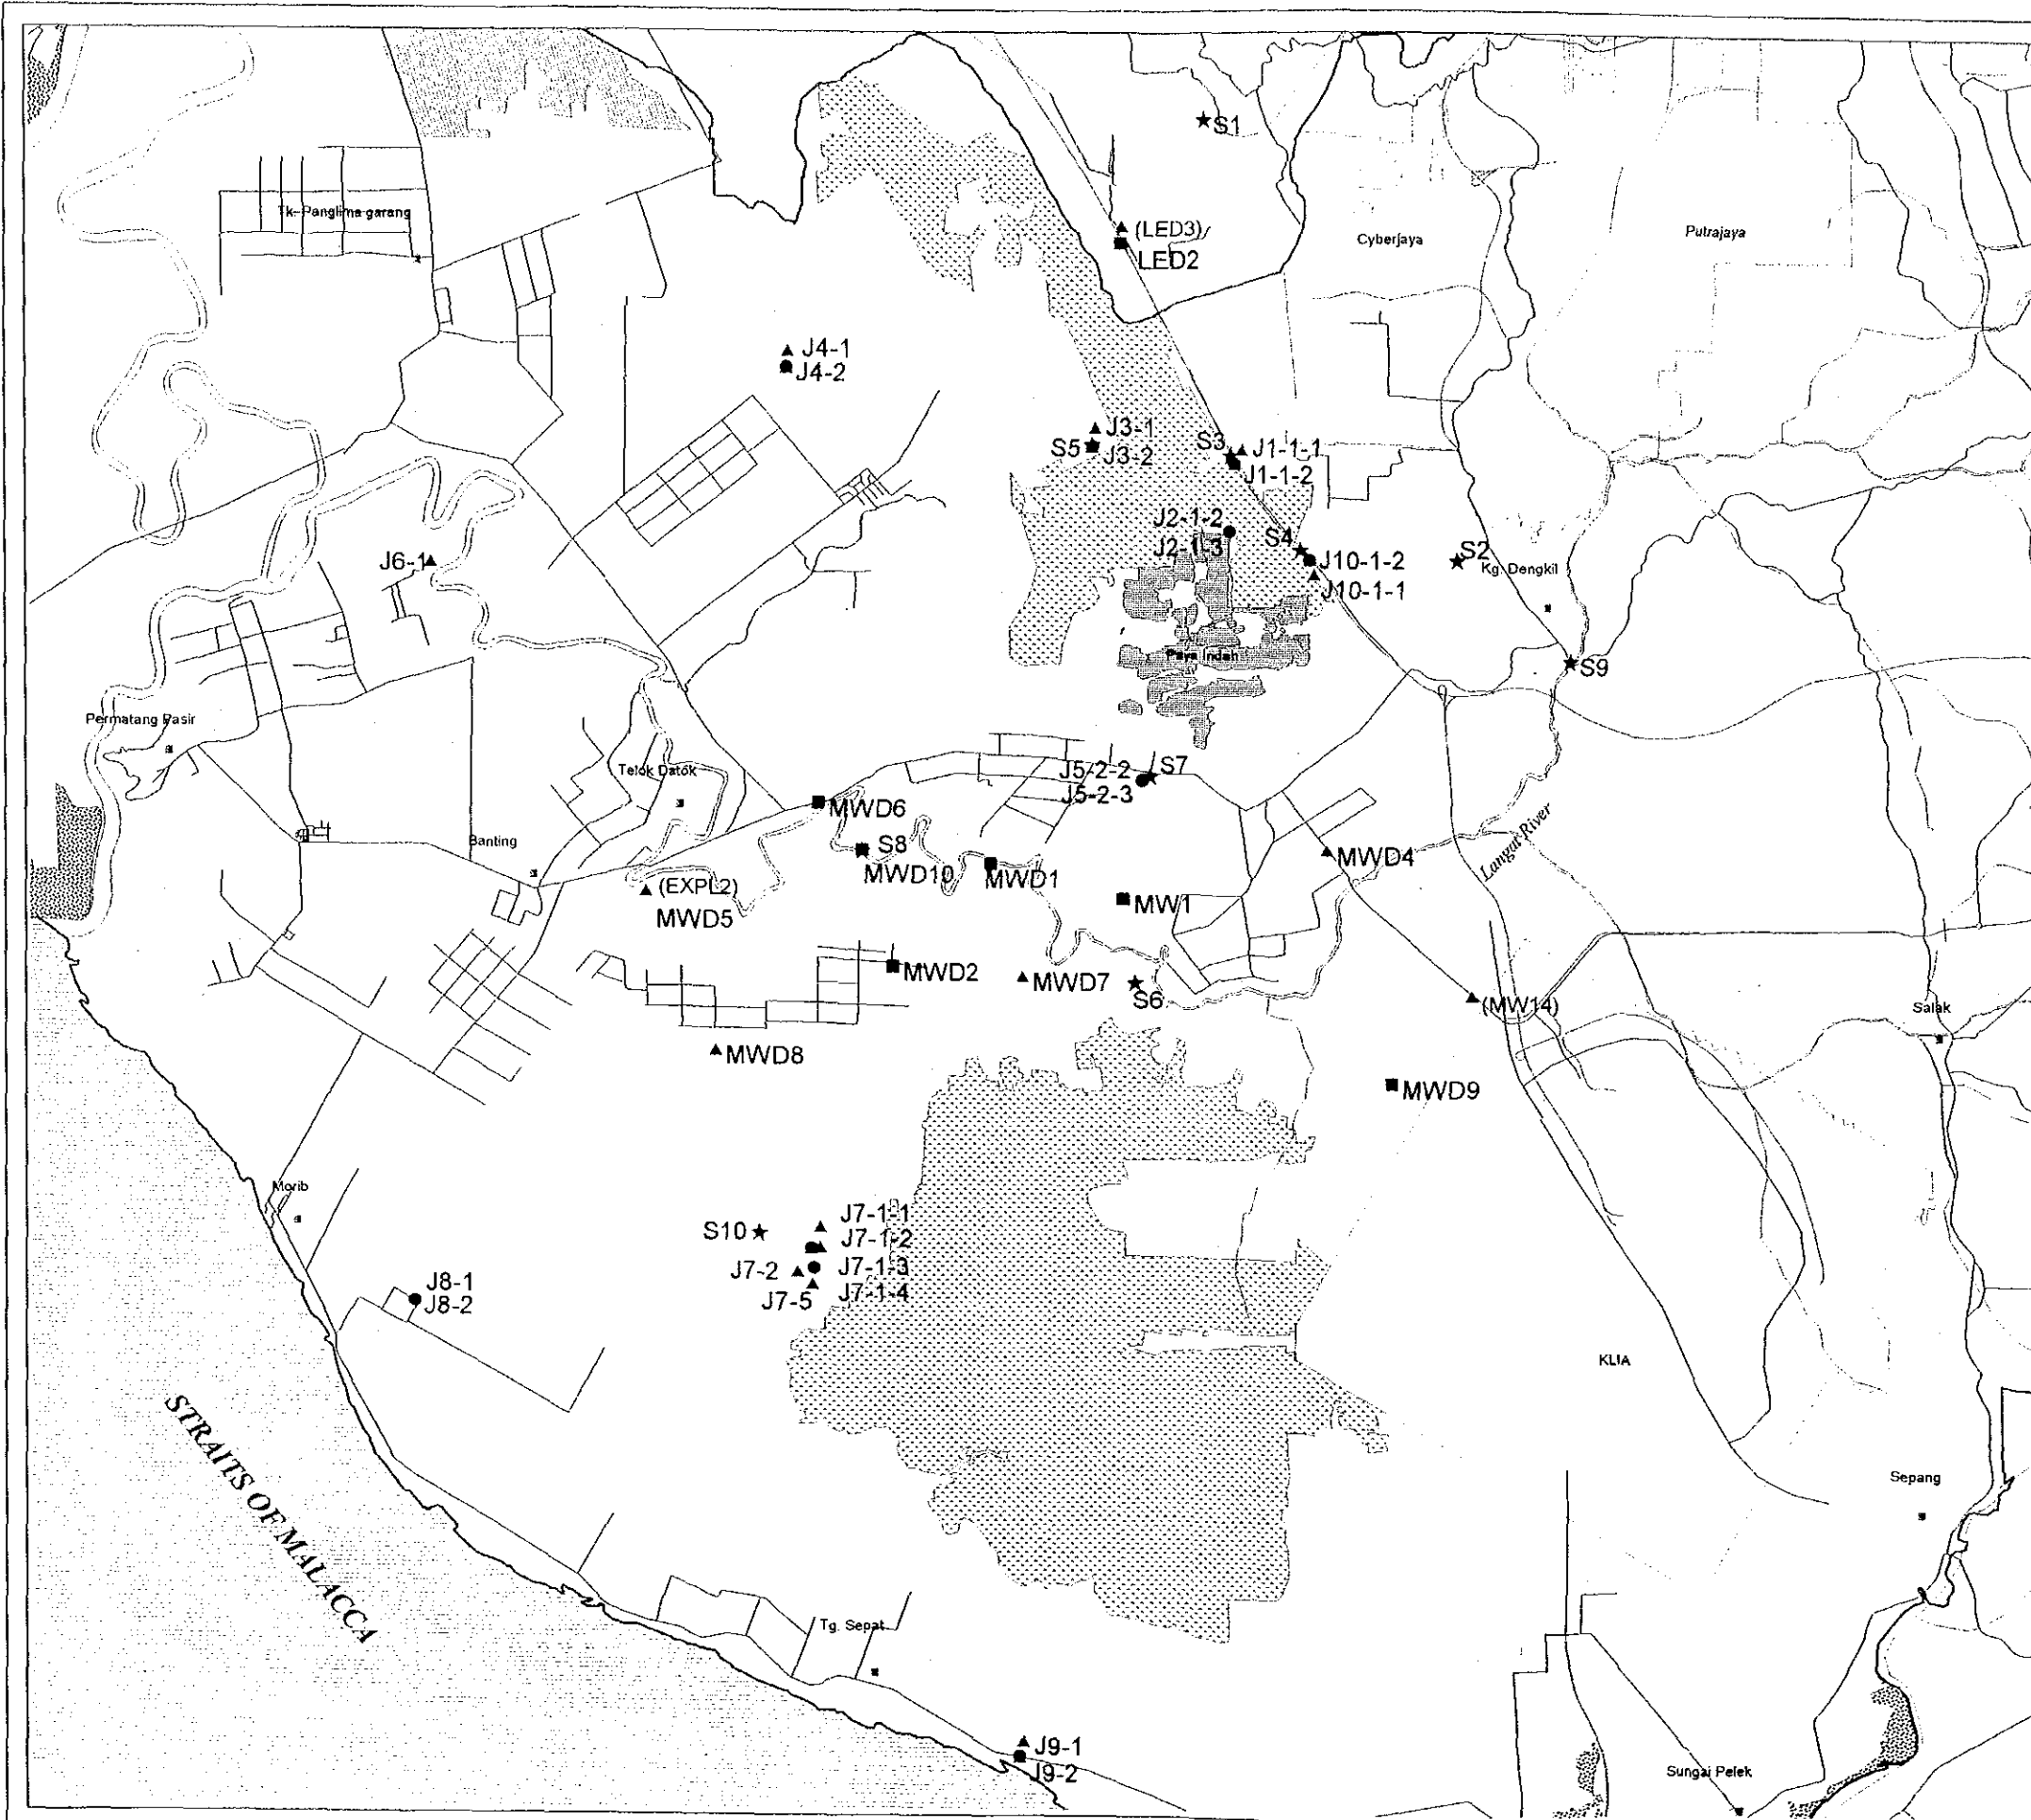 S1
Tk. Panglima garang
(LED3)
LED2
Cyberjaya
Putrajaya
J4-1
J4-2
J3-1
S5
J3-2
S3
J1-1-1
J1-1-2
J2-1-2
J2-1-3
S4
J10-1-2
J10-1-1
S2
Kg. Dengkil
J6-1
Paya Indah
S9
Permatang Pasir
Telok Datok
J5-2-2
S7
J5-2-3
MWD6
Banting
S8
MWD10
MWD1
MWD4
Langat River
(EXPL2)
MWD5
MW1
MWD2
MWD7
S6
(MW14)
Salak
MWD8
MWD9
Morib
S10
J7-1-1
J7-1-2
J7-2
J7-1-3
J7-5
J7-1-4
J8-1
J8-2
KLIA
STRAITS OF MALACCA
Sepang
Tg. Sepat
J9-1
J9-2
Sungai Pelek